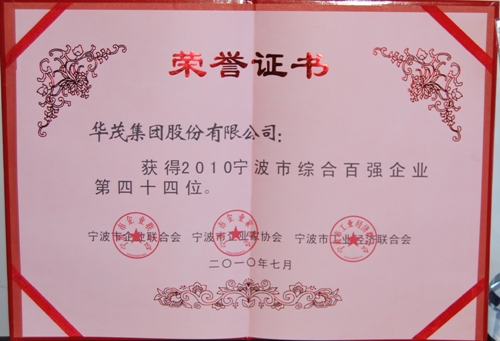 荣誉证书
华茂集团股份有限公司：
获得2010宁波市综合百强企业
第四十四位。
宁波市企业联合会 宁波市企业家协会 宁波市工业经济联合会
二〇一〇年七月